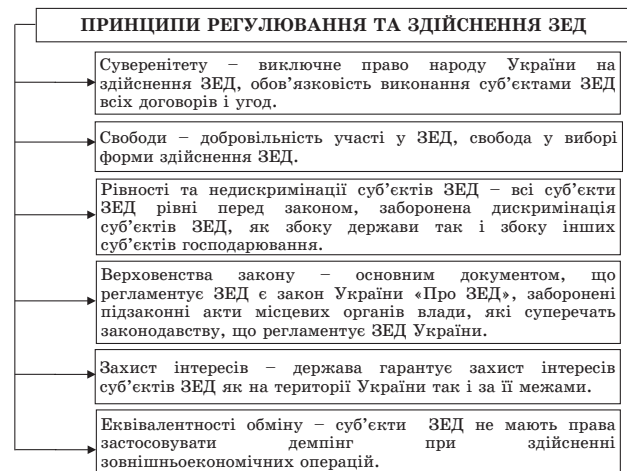 ПРИНЦИПИ РЕГУЛЮВАННЯ ТА ЗДІЙСНЕННЯ ЗЕД
Суверенітету – виключне право народу України на
здійснення ЗЕД, обов’язковість виконання суб’єктами ЗЕД
всіх договорів і угод.
Свободи – добровільність участі у ЗЕД, свобода у виборі
форми здійснення ЗЕД.
Рівності та недискримінації суб’єктів ЗЕД – всі суб’єкти
ЗЕД рівні перед законом, заборонена дискримінація
суб’єктів ЗЕД, як збоку держави так і збоку інших
суб’єктів господарювання.
Верховенства закону – основним документом, що
регламентує ЗЕД є закон України «Про ЗЕД», заборонені
підзаконні акти місцевих органів влади, які суперечать
законодавству, що регламентує ЗЕД України.
Захист інтересів – держава гарантує захист інтересів
суб’єктів ЗЕД як на території України так і за її межами.
Еквівалентності обміну – суб’єкти ЗЕД не мають права
застосовувати демпінг при здійсненні
зовнішньоекономічних операцій.